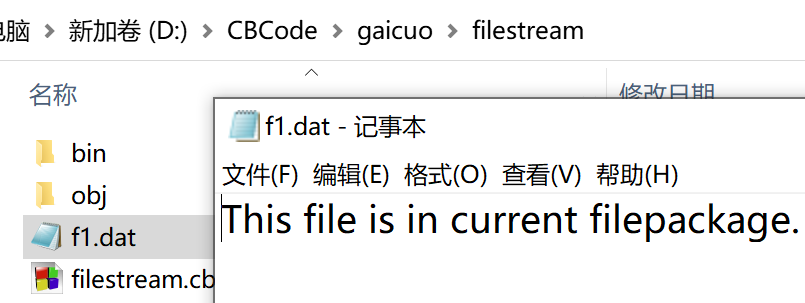 电脑 > 新加卷 (D:) > CBCode > gaicuo > filestream
名称
修改日期
bin
obj
f1.dat
filestream.cb
f1.dat - 记事本
文件(F) 编辑(E) 格式(O) 查看(V) 帮助(H)
This file is in current filepackage.